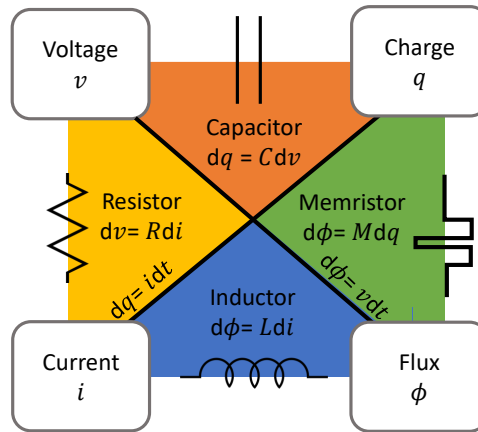 Voltage
v
Charge
q
Capacitor
dq = Cdv
Resistor
dv= Rdi
Memristor
dϕ= Mdq
dq= idt
dϕ= vdt
Inductor
dϕ= Ldi
Current
i
Flux
ϕ